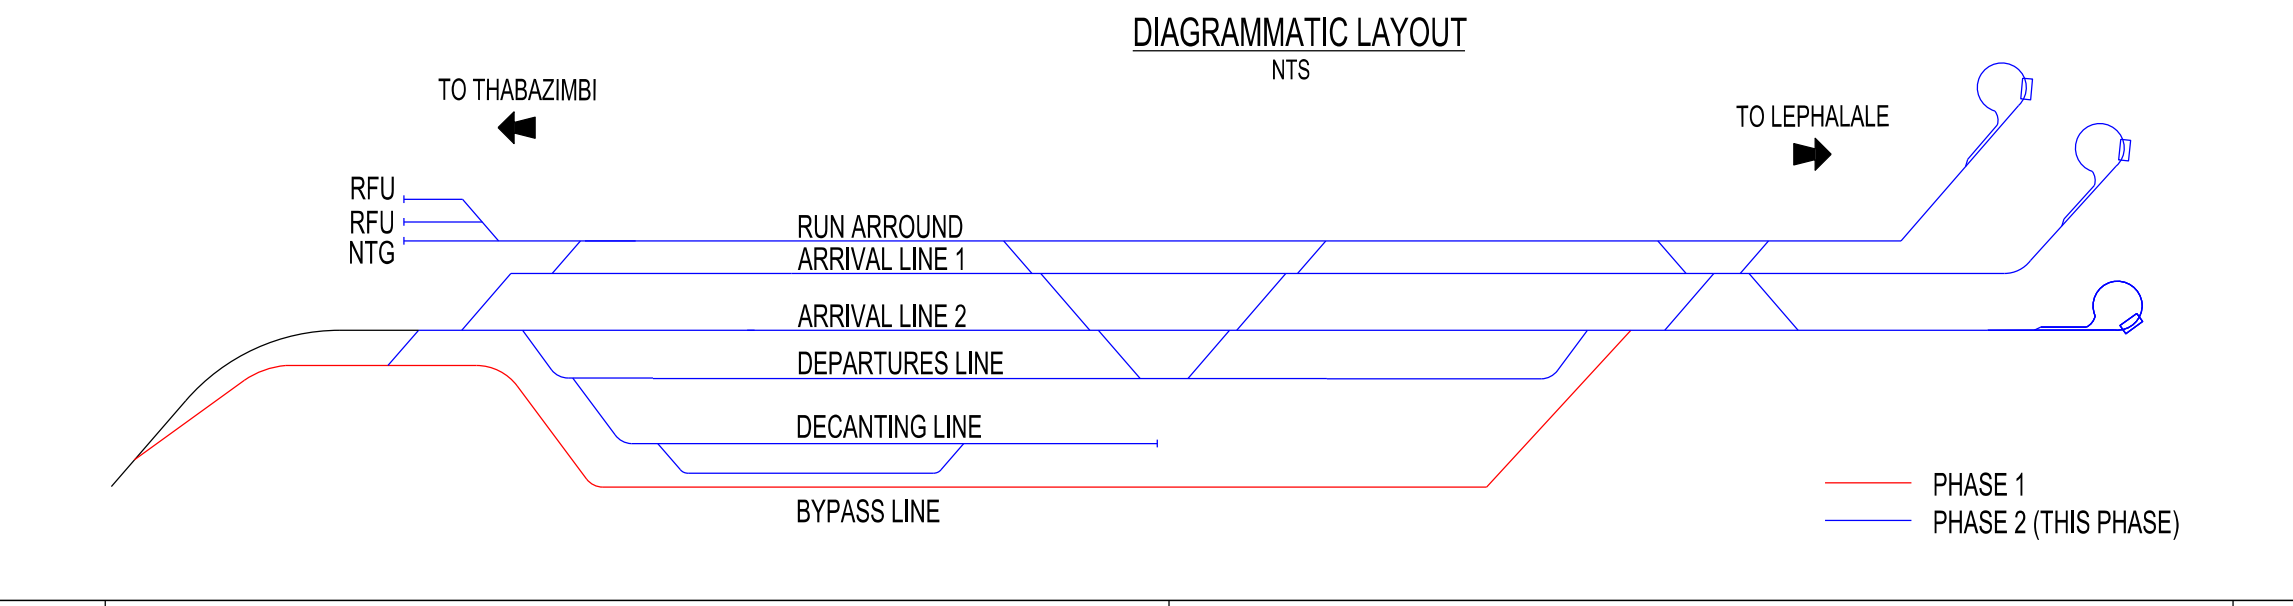 DIAGRAMMATIC LAYOUT
NTS
TO THABAZIMBI
TO LEPHALALE
RFU
RFU
NTG
RUN ARROUND
ARRIVAL LINE 1
ARRIVAL LINE 2
DEPARTURES LINE
DECANTING LINE
BYPASS LINE
PHASE 1
PHASE 2 (THIS PHASE)